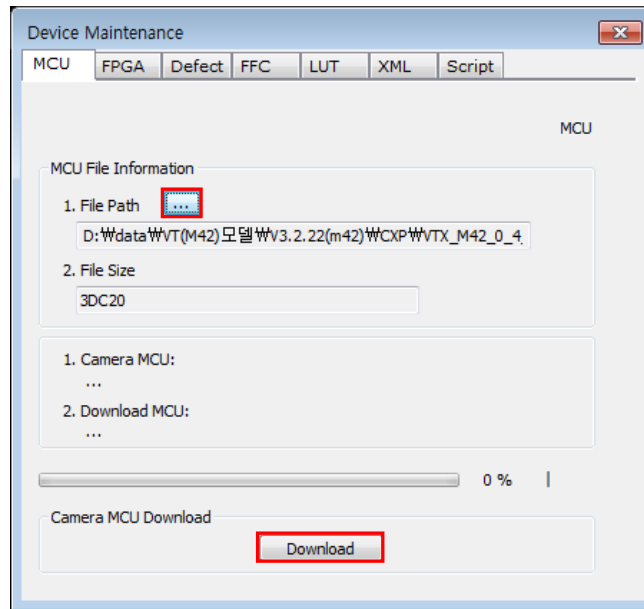 Device Maintenance
MCU FPGA Defect FFC LUT XML Script
MCU
MCU File Information
1. File Path ...
D:₩data₩VT(M42)모델₩V3.2.22(m42)₩CXP₩VTX_M42_0_4
2. File Size
3DC20
1. Camera MCU:
...
2. Download MCU:
...
0 %
Camera MCU Download
Download